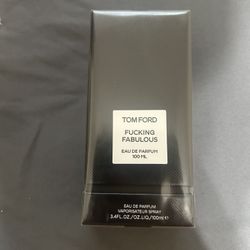 TOM FORD
FUCKING
FABULOUS
EAU DE PARFUM
100 ML
EAU DE PARFUM
VAPORISATEUR SPRAY
3.4FL.OZ./OZ.LIQ/100ml℮